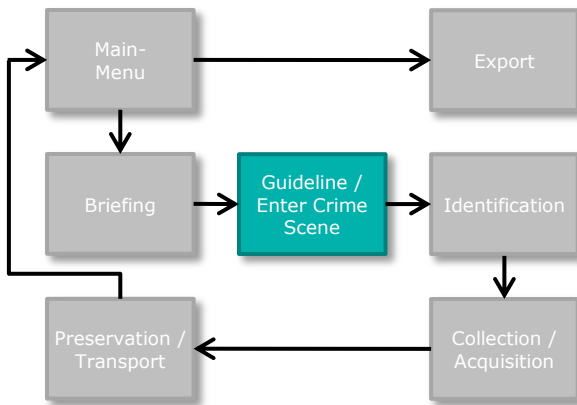 Main-
Menu
Export
Briefing
Guideline /
Enter Crime
Scene
Identification
Preservation /
Transport
Collection /
Acquisition